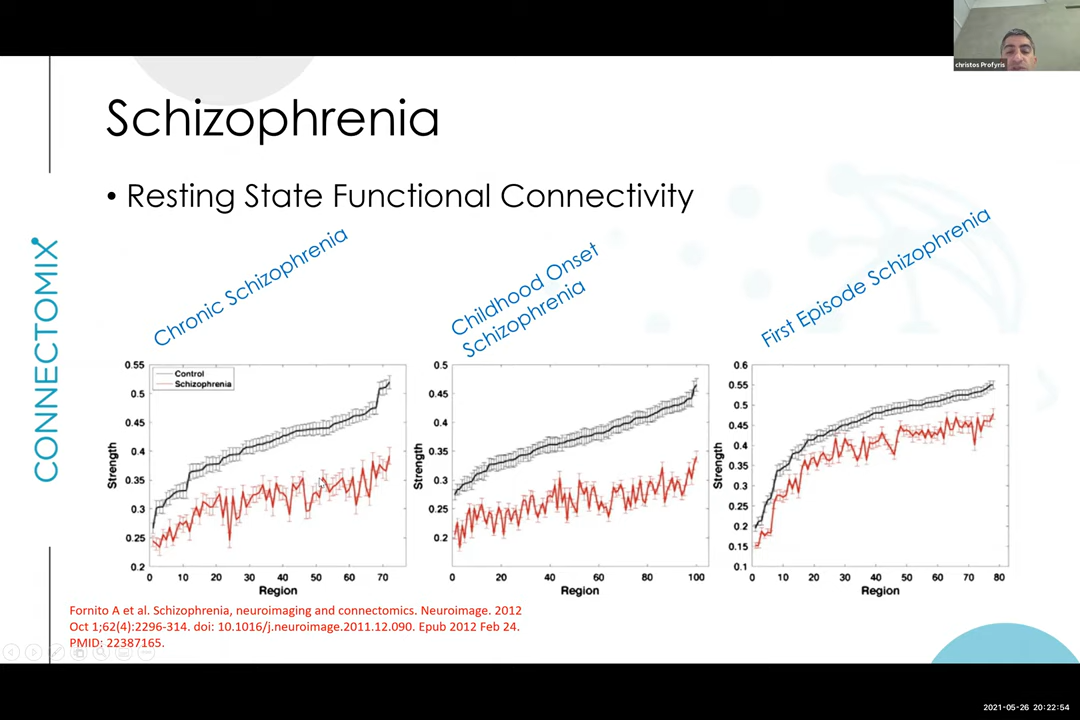 christos Profyris
Schizophrenia
• Resting State Functional Connectivity
CONNECTOMIX
Chronic Schizophrenia
Childhood Onset
Schizophrenia
First Episode Schizophrenia
0.55
0.5
0.45
0.4
0.35
0.3
0.25
0.2
Strength
Control
Schizophrenia
0 10 20 30 40 50 60 70
Region
0.5
0.45
0.4
0.35
0.3
0.25
0.2
Strength
0 20 40 60 80 100
Region
0.6
0.55
0.5
0.45
0.4
0.35
0.3
0.25
0.2
0.15
0.1
Strength
0 10 20 30 40 50 60 70 80
Region
Fornito A et al. Schizophrenia, neuroimaging and connectomics. Neuroimage. 2012
Oct 1;62(4):2296-314. doi: 10.1016/j.neuroimage.2011.12.090. Epub 2012 Feb 24.
PMID: 22387165.
2021-05-26 20:22:54